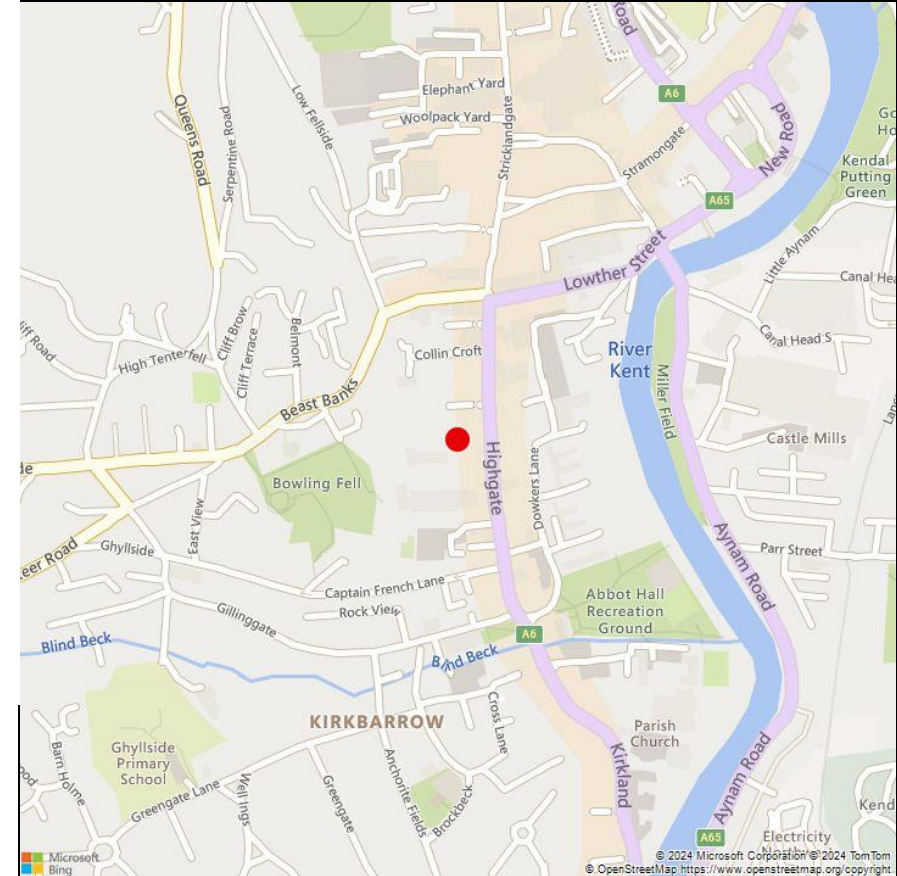 Road
Elephant Yard
Woolpack Yard
Low Fellside
Queens Road
Serpentine Road
Stricklandgate
A6
Stramongate
New Road
A65
Kendal
Putting
Green
Little Aynam
Lowther Street
Canal Head S
River
Kent
Miller Field
Castle Mills
High Tenterfell
Cliff Brow
Cliff Terrace
Belmont
Beast Banks
Collin Croft
Highgate
Dowkers Lane
Bowling Fell
East View
Ghyllside
Captain French Lane
Rock View
Gillinggate
Blind Beck
Abbot Hall
Recreation
Ground
Parr Street
Aynam Road
A6
Blind Beck
KIRKBARROW
Cross Lane
Parish
Church
Ghyllside
Primary
School
Barn Holme
Greengate Lane
Well Ings
Greengate
Anchorite Fields
Brockbeck
Kirkland
Aynam Road
A65
Electricity
Microsoft
Bing
© 2024 Microsoft Corporation © 2024 TomTom
© OpenStreetMap https://www.openstreetmap.org/copyright